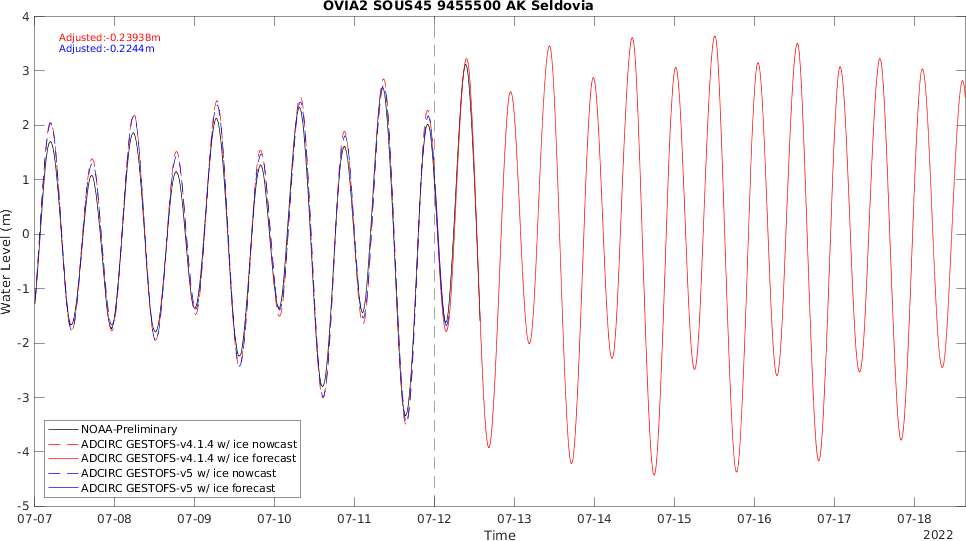 OVIA2 SOUS45 9455500 AK Seldovia
Adjusted:-0.23938m
Adjusted:-0.2244m
4
3
2
1
0
-1
-2
-3
-4
-5
Water Level (m)
NOAA-Preliminary
ADCIRC GESTOFS-v4.1.4 w/ ice nowcast
ADCIRC GESTOFS-v4.1.4 w/ ice forecast
ADCIRC GESTOFS-v5 w/ ice nowcast
ADCIRC GESTOFS-v5 w/ ice forecast
07-07 07-08 07-09 07-10 07-11 07-12 07-13 07-14 07-15 07-16 07-17 07-18
Time
2022